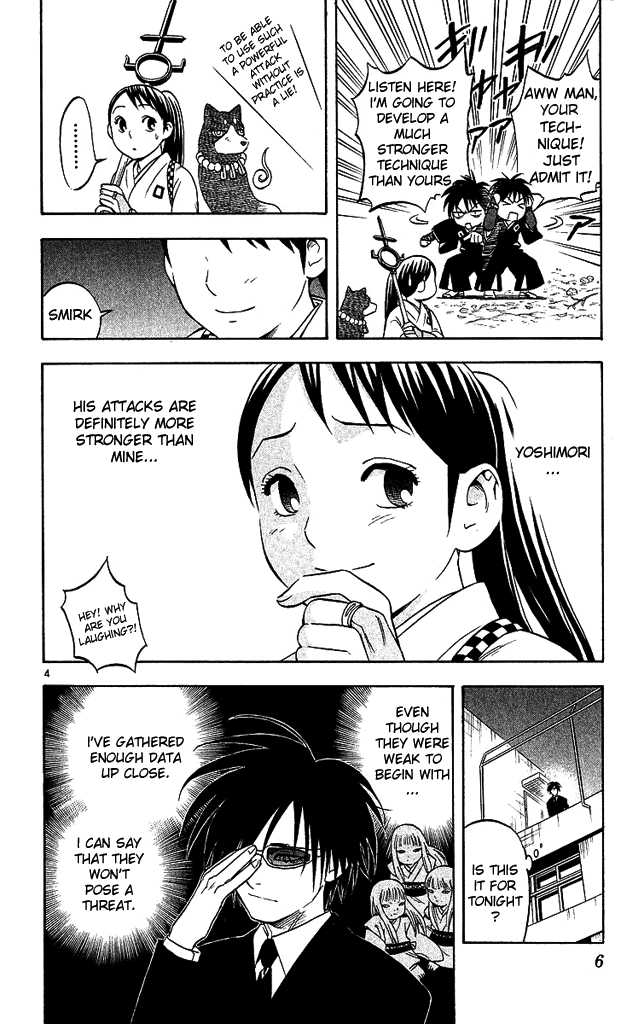 AWW MAN,
YOUR
TECH-
NIQUE!
JUST
ADMIT IT!
LISTEN HERE!
I'M GOING
TO
DEVELOP A
MUCH
STRONGER
TECHNIQUE
THAN YOURS
TO BE ABLE
TO USE SUCH
A POWERFUL
ATTACK
WITHOUT
PRACTICE IS
A LIE!
........
SMIRK
YOSHIMORI
...
HIS ATTACKS ARE
DEFINITELY MORE
STRONGER THAN
MINE...
HEY! WHY
ARE YOU
LAUGHING?!
4
IS THIS
IT FOR
TONIGHT
?
EVEN
THOUGH
THEY WERE
WEAK TO
BEGIN WITH
...
I'VE GATHERED
ENOUGH DATA
UP CLOSE.
I CAN SAY
THAT THEY
WON'T
POSE A
THREAT.
6